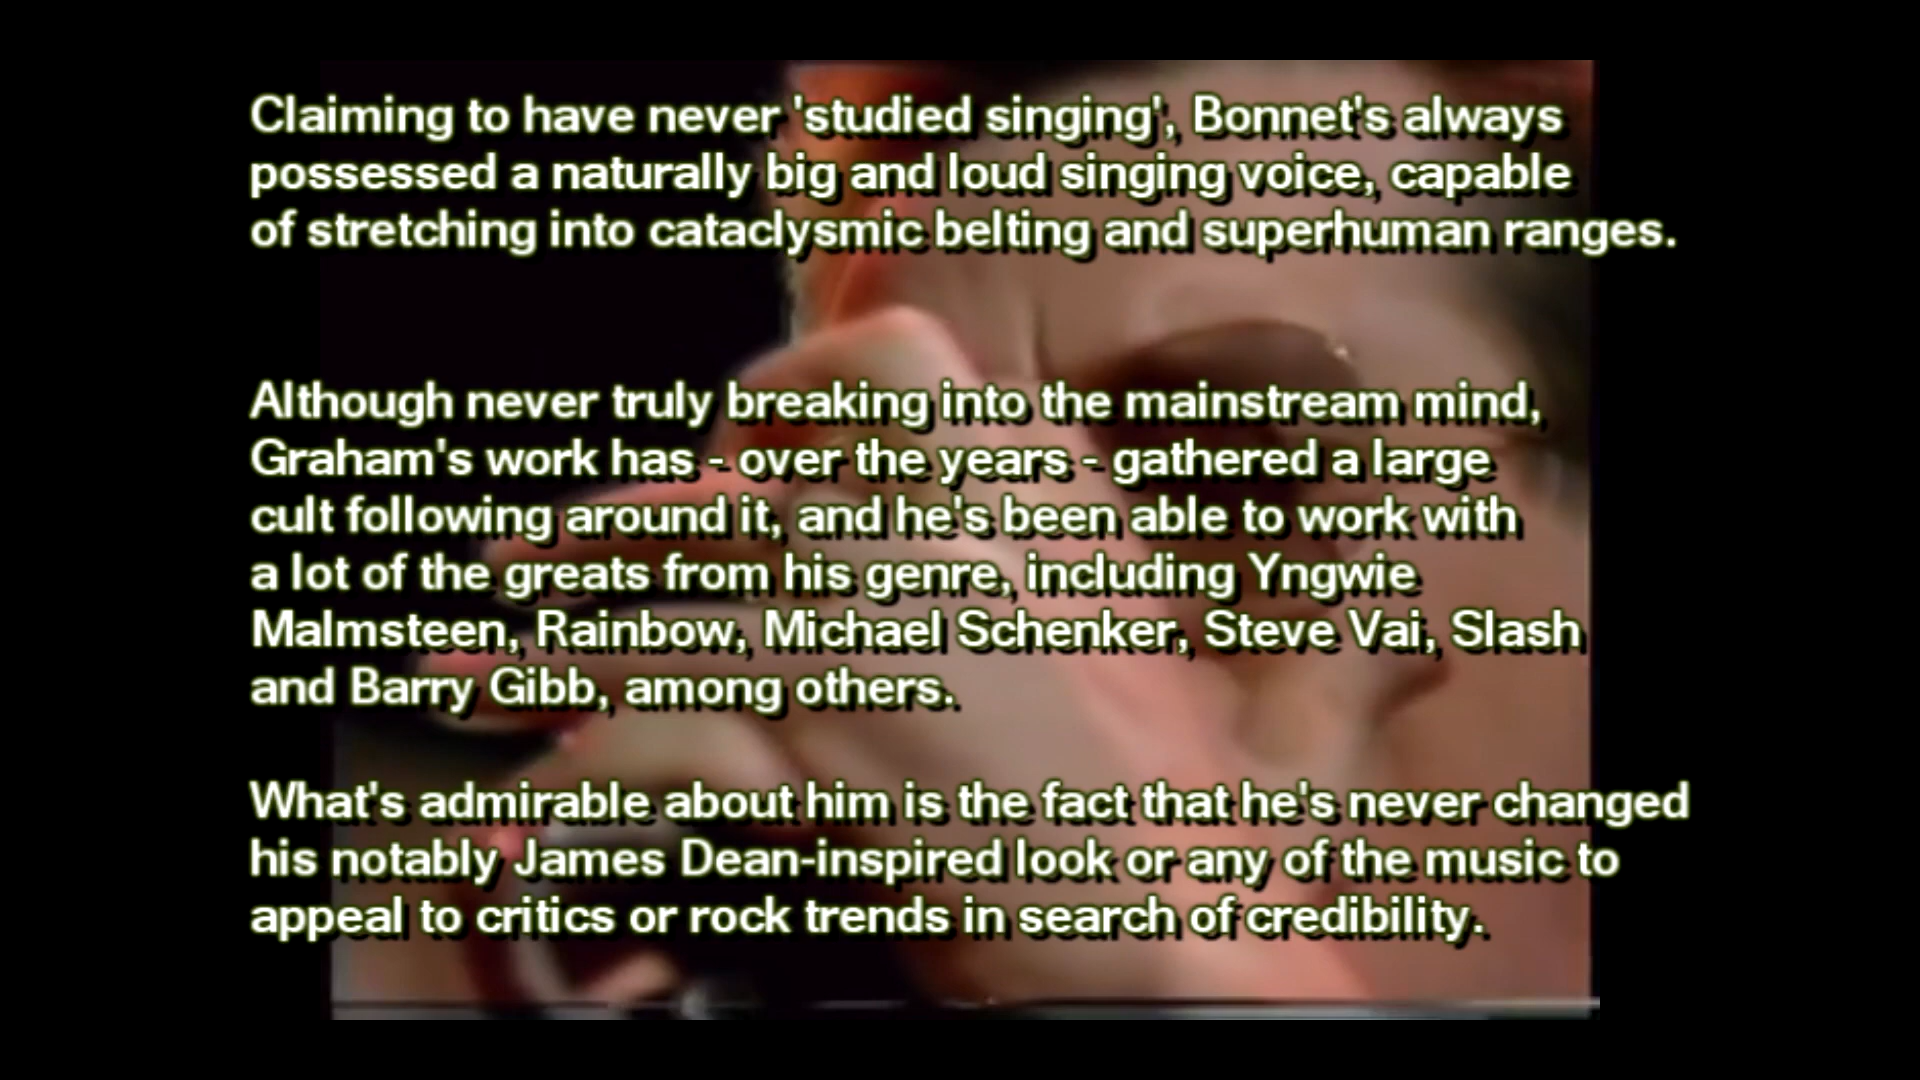 Claiming to have never 'studied singing', Bonnet's always
possessed a naturally big and loud singing voice, capable
of stretching into cataclysmic belting and superhuman ranges.
Although never truly breaking into the mainstream mind,
Graham's work has - over the years - gathered a large
cult following around it, and he's been able to work with
a lot of the greats from his genre, including Yngwie
Malmsteen, Rainbow, Michael Schenker, Steve Vai, Slash
and Barry Gibb, among others.
What's admirable about him is the fact that he's never changed
his notably James Dean-inspired look or any of the music to
appeal to critics or rock trends in search of credibility.